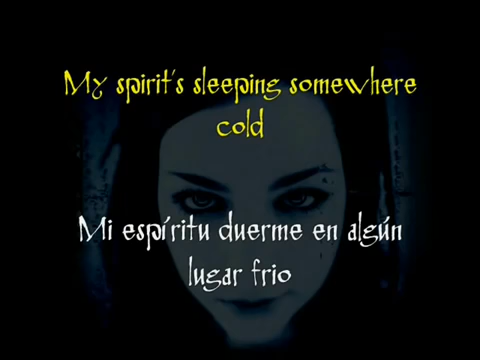 My spirit's sleeping somewhere
cold
Mi espíritu duerme en algún
lugar frio